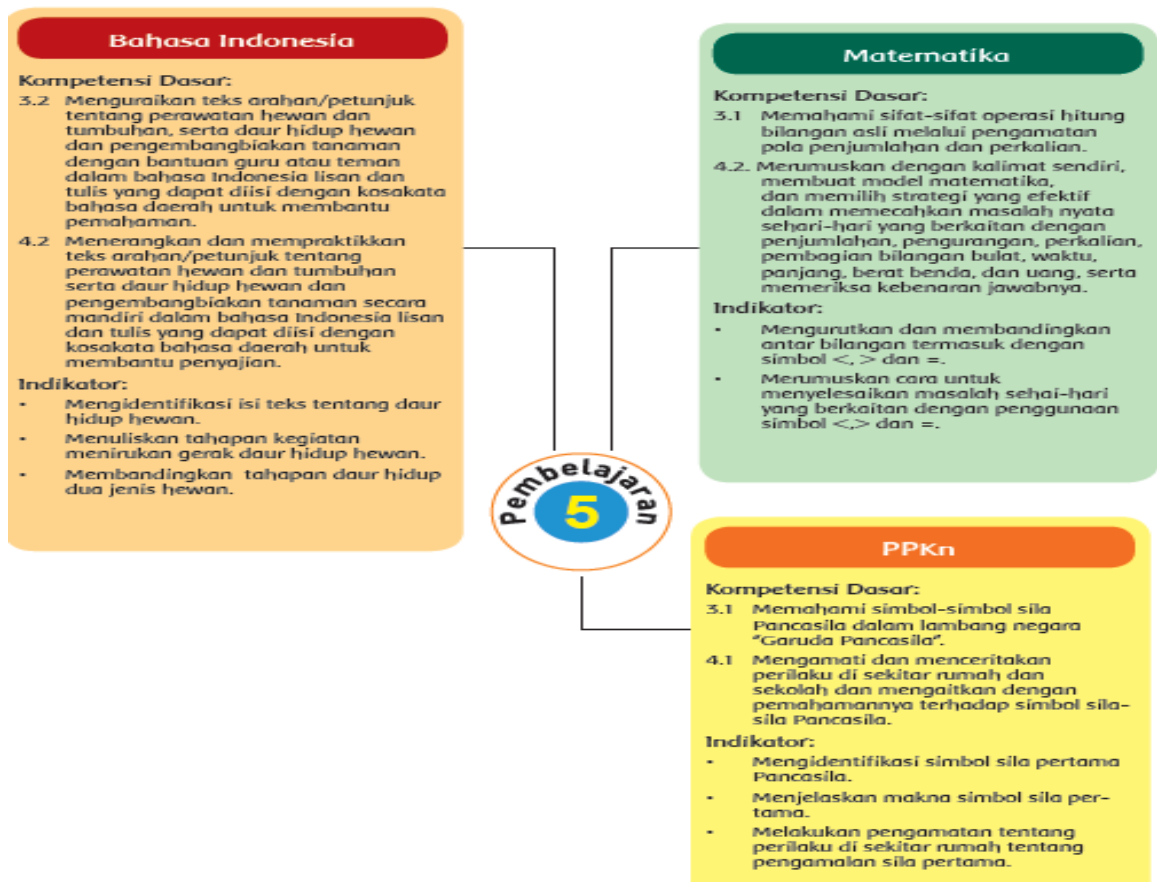 Bahasa Indonesia
Kompetensi Dasar:
3.2 Menguraikan teks arahan/petunjuk
tentang perawatan hewan dan
tumbuhan, serta daur hidup hewan
dan pengembangbiakan tanaman
dengan bantuan guru atau teman
dalam bahasa Indonesia lisan dan
tulis yang dapat diisi dengan kosakata
bahasa daerah untuk membantu
pemahaman.
4.2 Menerangkan dan mempraktikkan
teks arahan/petunjuk tentang
perawatan hewan dan tumbuhan
serta daur hidup hewan dan
pengembangbiakan tanaman secara
mandiri dalam bahasa Indonesia lisan
dan tulis yang dapat diisi dengan
kosakata bahasa daerah untuk
membantu penyajian.
Indikator:
• Mengidentifikasi isi teks tentang daur
hidup hewan.
• Menuliskan tahapan kegiatan
menirukan gerak daur hidup hewan.
• Membandingkan tahapan daur hidup
dua jenis hewan.
Matematika
Kompetensi Dasar:
3.1 Memahami sifat-sifat operasi hitung
bilangan asli melalui pengamatan
pola penjumlahan dan perkalian.
4.2. Merumuskan dengan kalimat sendiri,
membuat model matematika,
dan memilih strategi yang efektif
dalam memecahkan masalah nyata
sehari-hari yang berkaitan dengan
penjumlahan, pengurangan, perkalian,
pembagian bilangan bulat, waktu,
panjang, berat benda, dan uang, serta
memeriksa kebenaran jawabnya.
Indikator:
• Mengurutkan dan membandingkan
antar bilangan termasuk dengan
simbol <, > dan =.
• Merumuskan cara untuk
menyelesaikan masalah sehai-hari
yang berkaitan dengan penggunaan
simbol <,> dan =.
Pembelajaran
5
PPKn
Kompetensi Dasar:
3.1 Memahami simbol-simbol sila
Pancasila dalam lambang negara
“Garuda Pancasila”.
4.1 Mengamati dan menceritakan
perilaku di sekitar rumah dan
sekolah dan mengaitkan dengan
pemahamannya terhadap simbol sila-
sila Pancasila.
Indikator:
• Mengidentifikasi simbol sila pertama
Pancasila.
• Menjelaskan makna simbol sila per-
tama.
• Melakukan pengamatan tentang
perilaku di sekitar rumah tentang
pengamalan sila pertama.